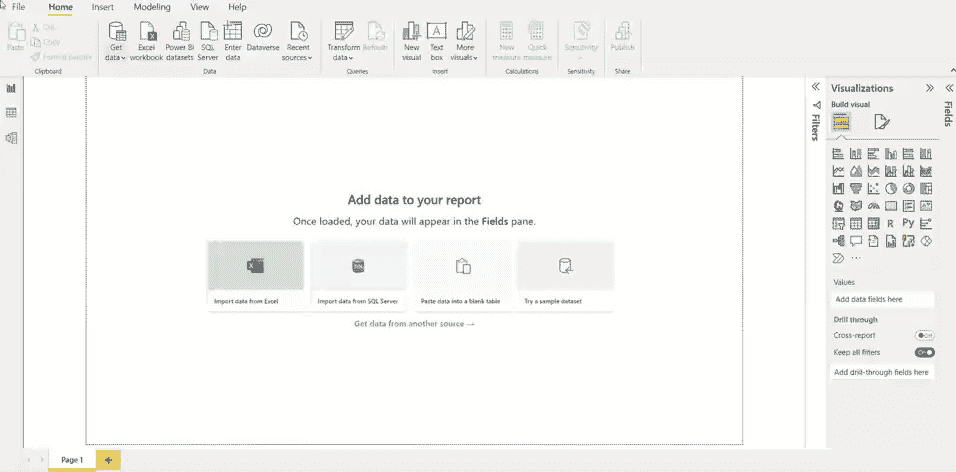 File Home Insert Modeling View Help
Paste Cut Copy Format painter
Get data Excel workbook Power BI datasets SQL Server Enter data Dataverse Recent sources Transform data Refresh New visual Text box More visuals New measure Quick measure Sensitivity Publish
Clipboard Data Queries Insert Calculations Sensitivity Share
Visualizations
Build visual
Filters
Fields
R Py
Add data to your report
Once loaded, your data will appear in the Fields pane.
SQL
Import data from Excel
Import data from SQL Server
Paste data into a blank table
Try a sample dataset
Get data from another source →
Values
Add data fields here
Drill through
Cross-report Off
Keep all filters On
Add drill-through fields here
Page 1